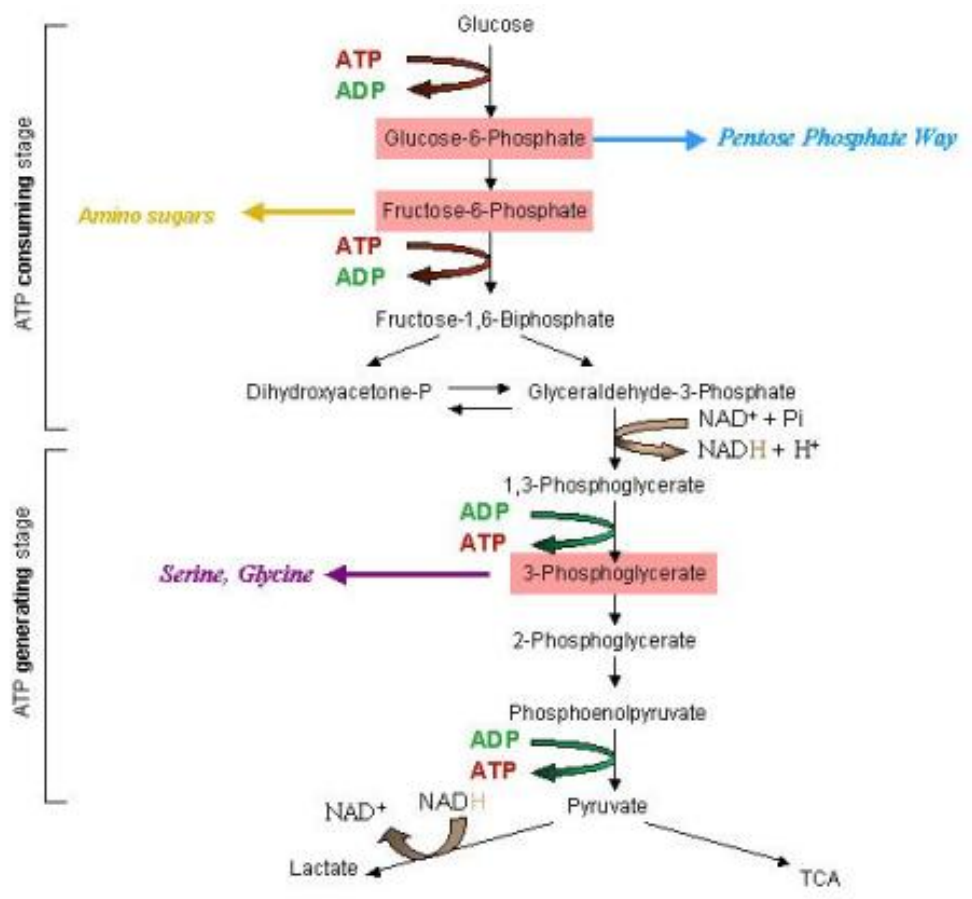 Glucose
ATP
ADP
Glucose-6-Phosphate
Pentose Phosphate Way
Amino sugars
Fructose-6-Phosphate
ATP
ADP
ATP consuming stage
Fructose-1,6-Biphosphate
Dihydroxyacetone-P
Glyceraldehyde-3-Phosphate
NAD+ + Pi
NADH + H+
1,3-Phosphoglycerate
ADP
ATP
Serine, Glycine
3-Phosphoglycerate
ATP generating stage
2-Phosphoglycerate
Phosphoenolpyruvate
ADP
ATP
Pyruvate
NAD+
NADH
Lactate
TCA